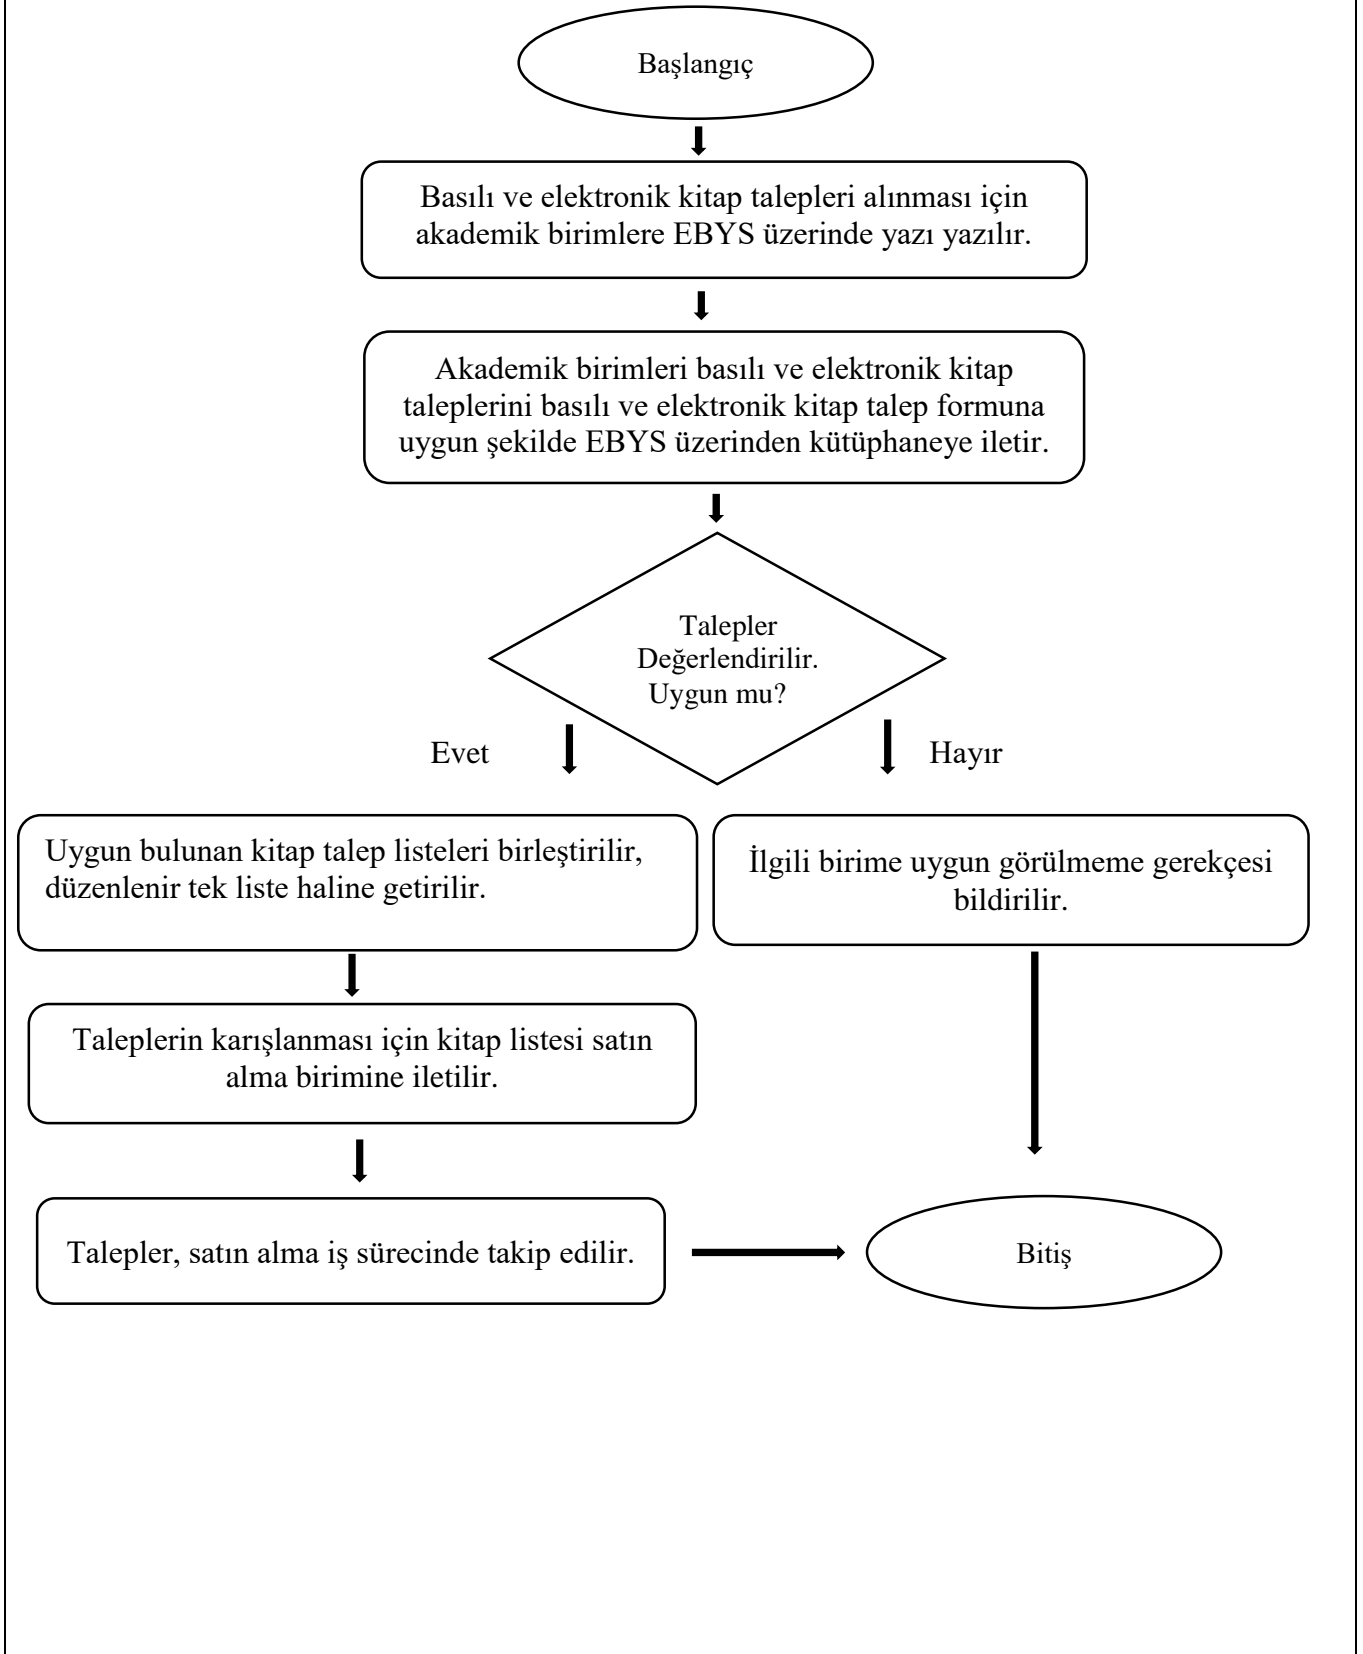 Başlangıç
Basılı ve elektronik kitap talepleri alınması için
akademik birimlere EBYS üzerinde yazı yazılır.
Akademik birimleri basılı ve elektronik kitap
taleplerini basılı ve elektronik kitap talep formuna
uygun şekilde EBYS üzerinden kütüphaneye iletir.
Talepler
Değerlendirilir.
Uygun mu?
Evet
Hayır
Uygun bulunan kitap talep listeleri birleştirilir,
düzenlenir tek liste haline getirilir.
İlgili birime uygun görülmeme gerekçesi
bildirilir.
Taleplerin karışlanması için kitap listesi satın
alma birimine iletilir.
Talepler, satın alma iş sürecinde takip edilir.
Bitiş